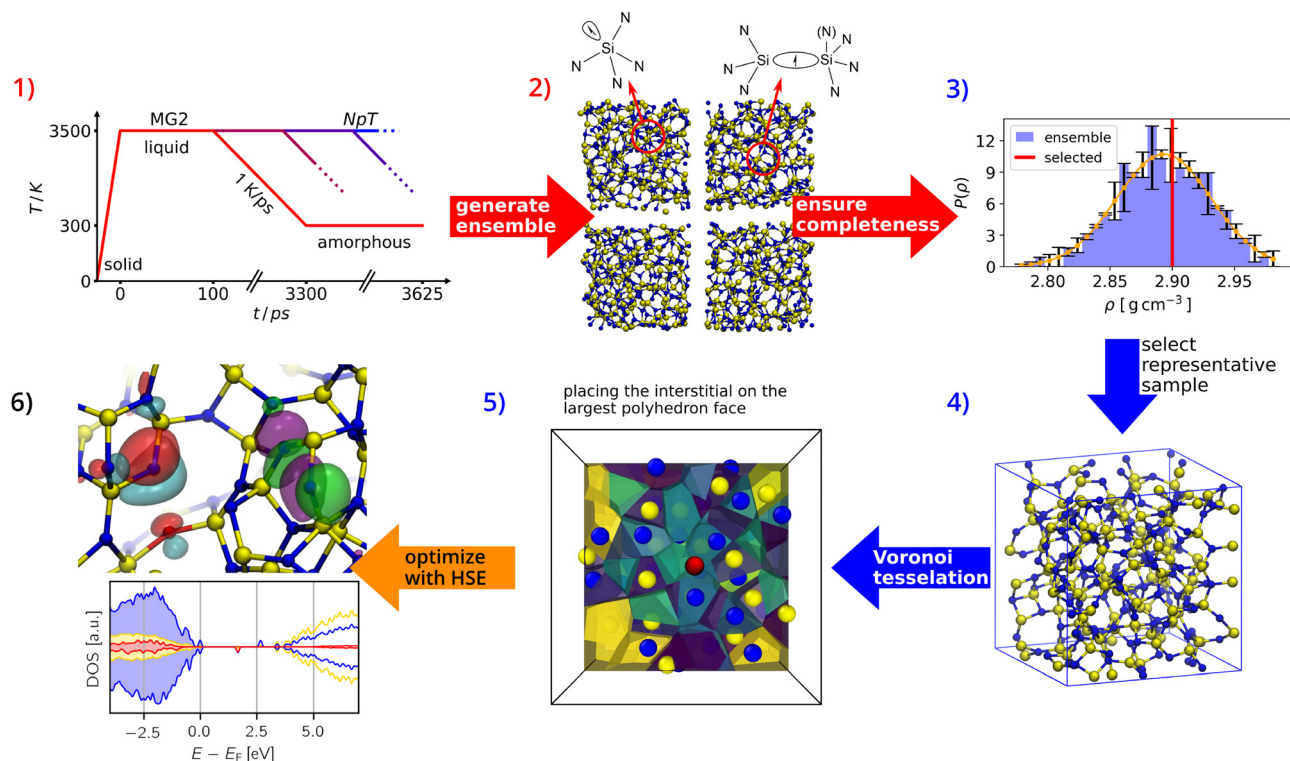 1)
T / K
3500
300
0
MG2
liquid
NpT
1 K/ps
amorphous
solid
0
100
3300
3625
t / ps
generate
ensemble
2)
N
Si
N
N
N
N
N
Si
N
(N)
Si
N
N
N
ensure
completeness
3)
ensemble
selected
P(ρ)
12
9
6
3
0
2.80
2.85
2.90
2.95
ρ [ g cm⁻³ ]
select
representative
sample
4)
Voronoi
tesselation
5)
placing the interstitial on the
largest polyhedron face
optimize
with HSE
6)
DOS [a.u.]
−2.5
0.0
2.5
5.0
E − E_F [eV]